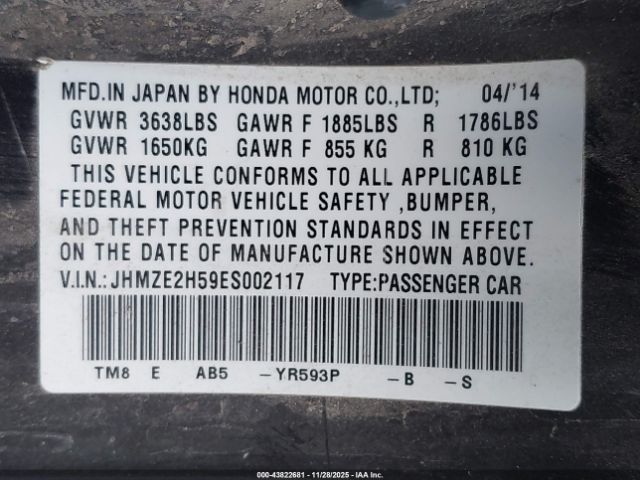 MFD.IN JAPAN BY HONDA MOTOR CO.,LTD; 04/'14
GVWR 3638LBS GAWR F 1885LBS R 1786LBS
GVWR 1650KG GAWR F 855 KG R 810 KG
THIS VEHICLE CONFORMS TO ALL APPLICABLE
FEDERAL MOTOR VEHICLE SAFETY ,BUMPER,
AND THEFT PREVENTION STANDARDS IN EFFECT
ON THE DATE OF MANUFACTURE SHOWN ABOVE.
V.I.N.:JHMZE2H59ES002117 TYPE:PASSENGER CAR
TM8 E AB5 -YR593P -B -S
000-43822681 - 11/28/2025 - IAA Inc.